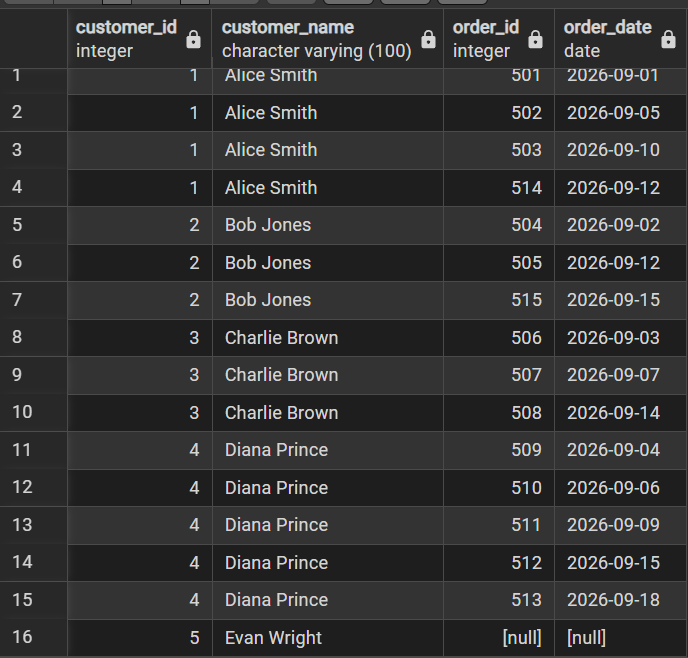 customer_id customer_name order_id order_date
integer character varying (100) integer date
1 1 Alice Smith 501 2026-09-01
2 1 Alice Smith 502 2026-09-05
3 1 Alice Smith 503 2026-09-10
4 1 Alice Smith 514 2026-09-12
5 2 Bob Jones 504 2026-09-02
6 2 Bob Jones 505 2026-09-12
7 2 Bob Jones 515 2026-09-15
8 3 Charlie Brown 506 2026-09-03
9 3 Charlie Brown 507 2026-09-07
10 3 Charlie Brown 508 2026-09-14
11 4 Diana Prince 509 2026-09-04
12 4 Diana Prince 510 2026-09-06
13 4 Diana Prince 511 2026-09-09
14 4 Diana Prince 512 2026-09-15
15 4 Diana Prince 513 2026-09-18
16 5 Evan Wright [null] [null]